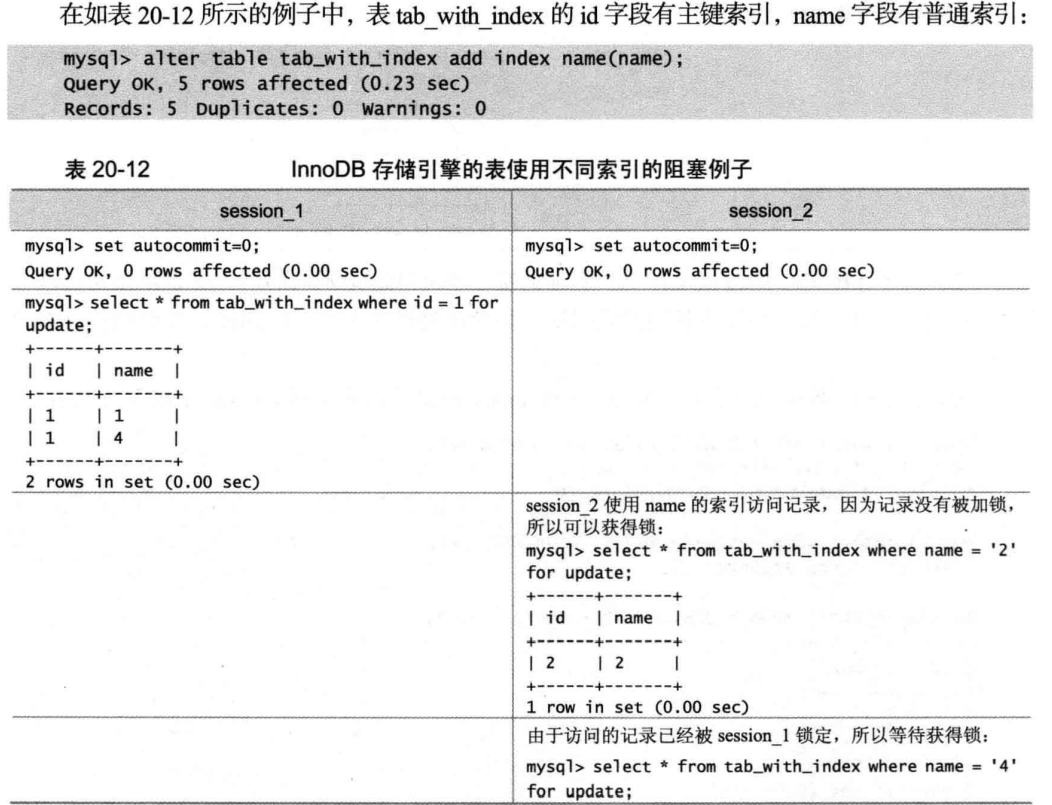 在如表 20-12 所示的例子中，表 tab_with_index 的 id 字段有主键索引，name 字段有普通索引：
mysql> alter table tab_with_index add index name(name);
Query OK, 5 rows affected (0.23 sec)
Records: 5 Duplicates: 0 Warnings: 0
表 20-12 InnoDB 存储引擎的表使用不同索引的阻塞例子
session_1 session_2
mysql> set autocommit=0;
Query OK, 0 rows affected (0.00 sec)
mysql> set autocommit=0;
Query OK, 0 rows affected (0.00 sec)
mysql> select * from tab_with_index where id = 1 for
update;
+------+-------+
| id | name |
+------+-------+
| 1 | 1 |
| 1 | 4 |
+------+-------+
2 rows in set (0.00 sec)
session_2 使用 name 的索引访问记录，因为记录没有被加锁，
所以可以获得锁：
mysql> select * from tab_with_index where name = '2'
for update;
+------+-------+
| id | name |
+------+-------+
| 2 | 2 |
+------+-------+
1 row in set (0.00 sec)
由于访问的记录已经被 session_1 锁定，所以等待获得锁：
mysql> select * from tab_with_index where name = '4'
for update;